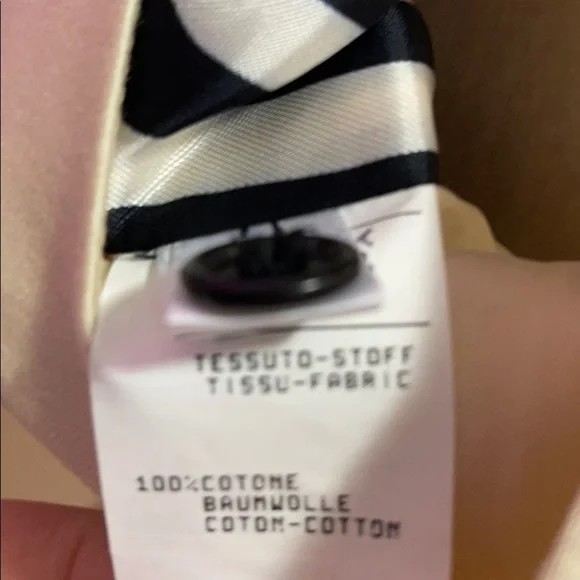 TESSUTO-STOFF
TISSU-FABRIC
100%COTONE
BAUMWOLLE
COTON-COTTON